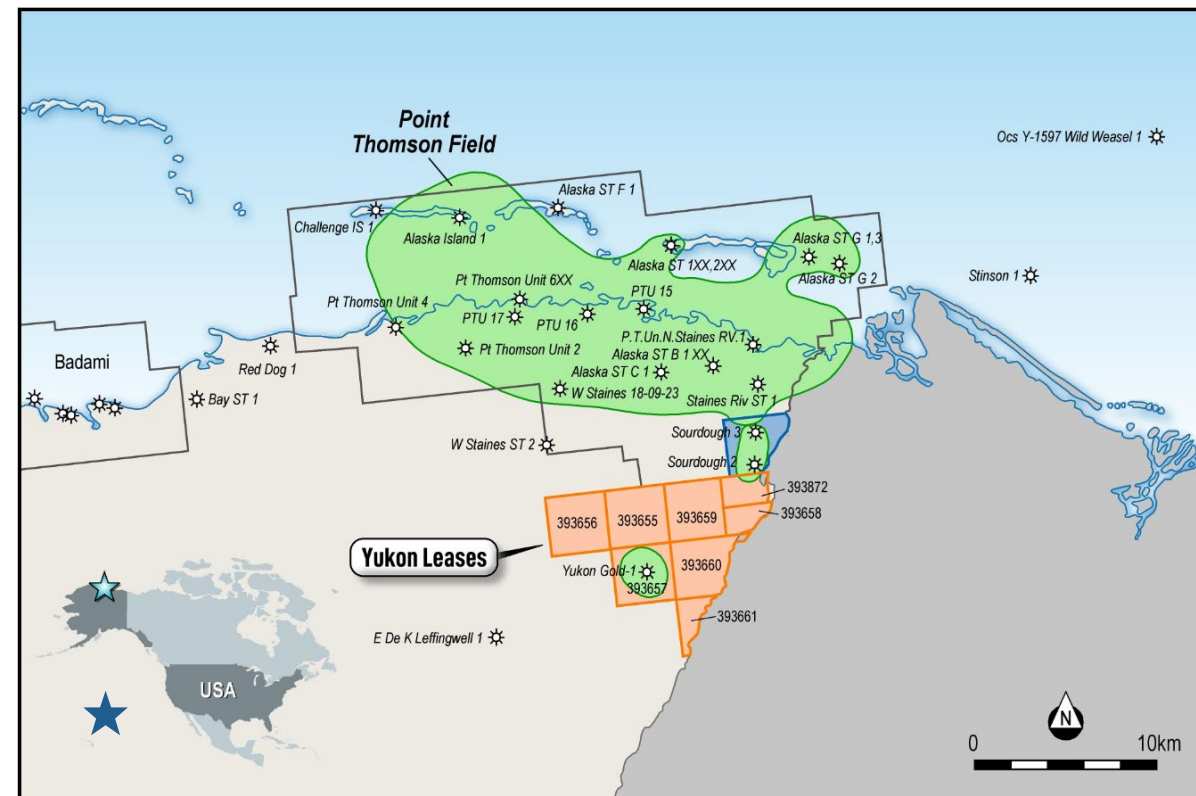 Point
Thomson Field
Ocs Y-1597 Wild Weasel 1
Alaska ST F 1
Challenge IS 1
Alaska Island 1
Alaska ST G 1,3
Alaska ST 1XX,2XX
Alaska ST G 2
Stinson 1
Pt Thomson Unit 6XX
PTU 15
Pt Thomson Unit 4
PTU 17
PTU 16
P.T.Un.N.Staines RV.1
Pt Thomson Unit 2
Alaska ST B 1 XX
Badami
Red Dog 1
Alaska ST C 1
W Staines 18-09-23
Staines Riv ST 1
Bay ST 1
Sourdough 3
W Staines ST 2
Sourdough 2
393872
393656
393655
393659
393658
Yukon Leases
Yukon Gold-1
393660
393657
393661
E De K Leffingwell 1
USA
N
0
10km